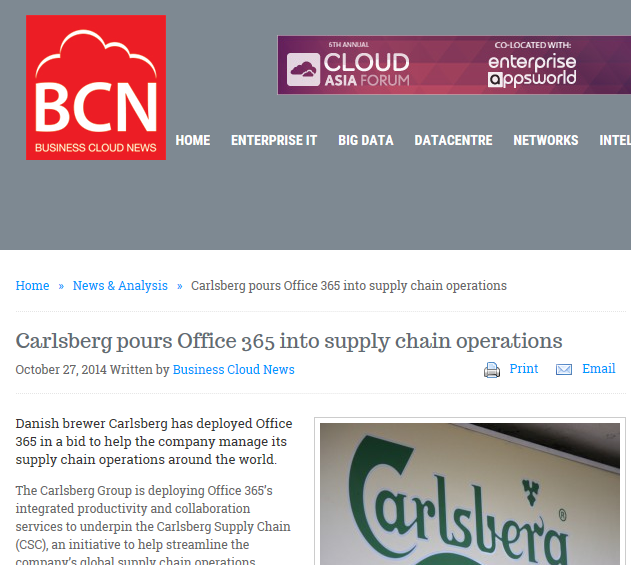 BCN
BUSINESS CLOUD NEWS
6TH ANNUAL
CLOUD
ASIA FORUM
CO-LOCATED WITH:
enterprise
appsworld
HOME ENTERPRISE IT BIG DATA DATACENTRE NETWORKS INTEL
Home » News & Analysis » Carlsberg pours Office 365 into supply chain operations
Carlsberg pours Office 365 into supply chain operations
October 27, 2014 Written by Business Cloud News
Print Email
Danish brewer Carlsberg has deployed Office
365 in a bid to help the company manage its
supply chain operations around the world.
The Carlsberg Group is deploying Office 365's
integrated productivity and collaboration
services to underpin the Carlsberg Supply Chain
(CSC), an initiative to help streamline the
company's global supply chain operations
Carlsberg®